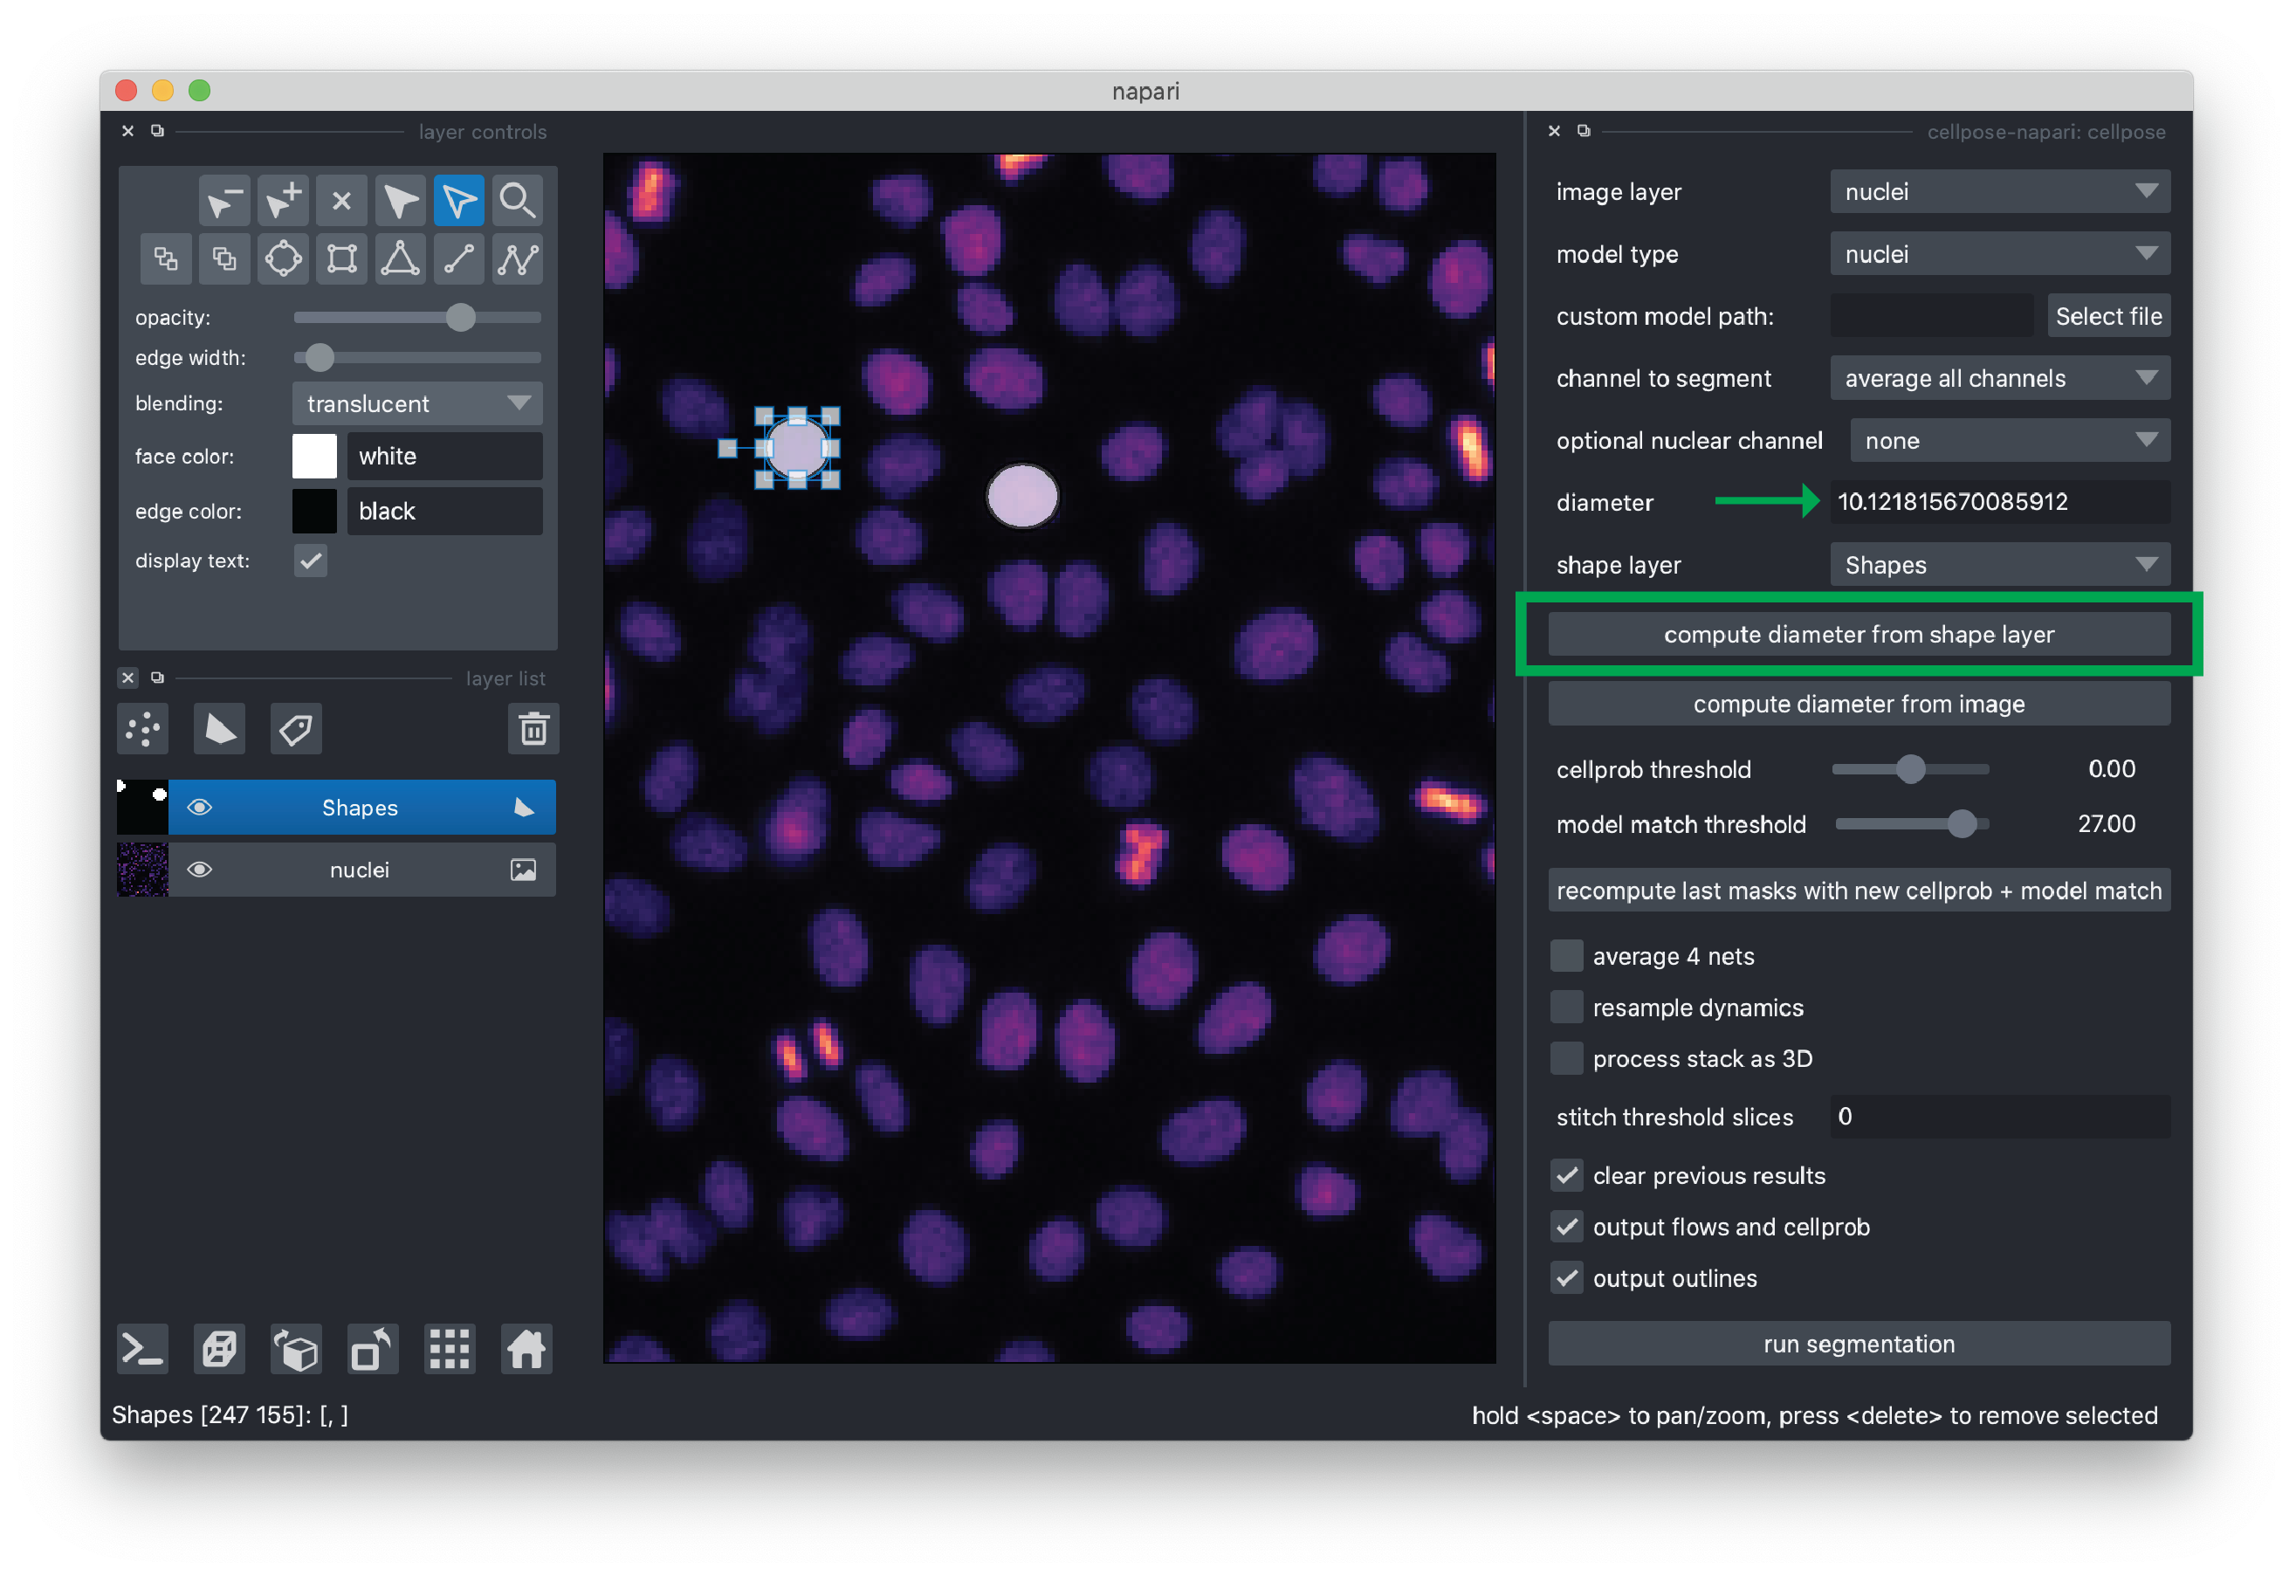 napari
layer controls
opacity:
edge width:
blending: translucent
face color: white
edge color: black
display text:
layer list
Shapes
nuclei
cellpose-napari: cellpose
image layer nuclei
model type nuclei
custom model path: Select file
channel to segment average all channels
optional nuclear channel none
diameter 10.121815670085912
shape layer Shapes
compute diameter from shape layer
compute diameter from image
cellprob threshold 0.00
model match threshold 27.00
recompute last masks with new cellprob + model match
average 4 nets
resample dynamics
process stack as 3D
stitch threshold slices 0
clear previous results
output flows and cellprob
output outlines
run segmentation
Shapes [247 155]: [, ]
hold <space> to pan/zoom, press <delete> to remove selected